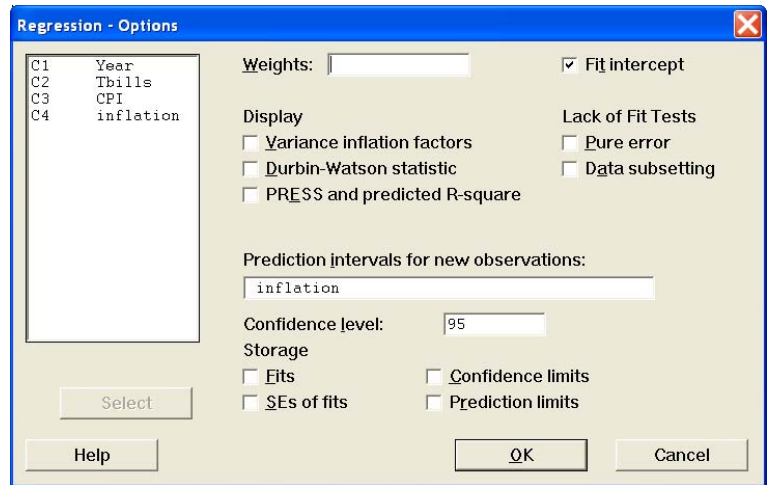 Regression - Options
C1 Year
C2 Tbills
C3 CPI
C4 inflation
Select
Help
Weights:
Fit intercept
Display
Variance inflation factors
Durbin-Watson statistic
PRESS and predicted R-square
Lack of Fit Tests
Pure error
Data subsetting
Prediction intervals for new observations:
inflation
Confidence level: 95
Storage
Fits
Confidence limits
SEs of fits
Prediction limits
OK
Cancel